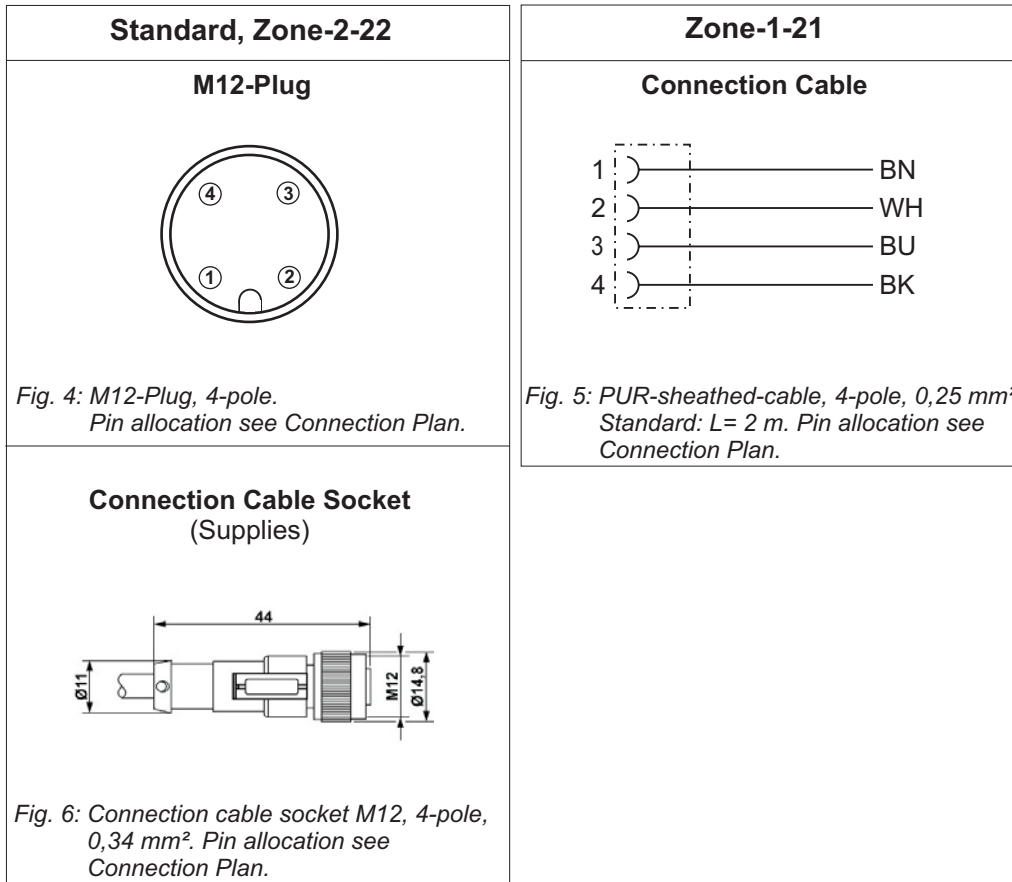 Standard, Zone-2-22
M12-Plug
4
3
1
2
Fig. 4: M12-Plug, 4-pole.
Pin allocation see Connection Plan.
Connection Cable Socket
(Supplies)
44
Ø11
M12
Ø14,8
Fig. 6: Connection cable socket M12, 4-pole,
0,34 mm². Pin allocation see
Connection Plan.
Zone-1-21
Connection Cable
1 BN
2 WH
3 BU
4 BK
Fig. 5: PUR-sheathed-cable, 4-pole, 0,25 mm²
Standard: L= 2 m. Pin allocation see
Connection Plan.